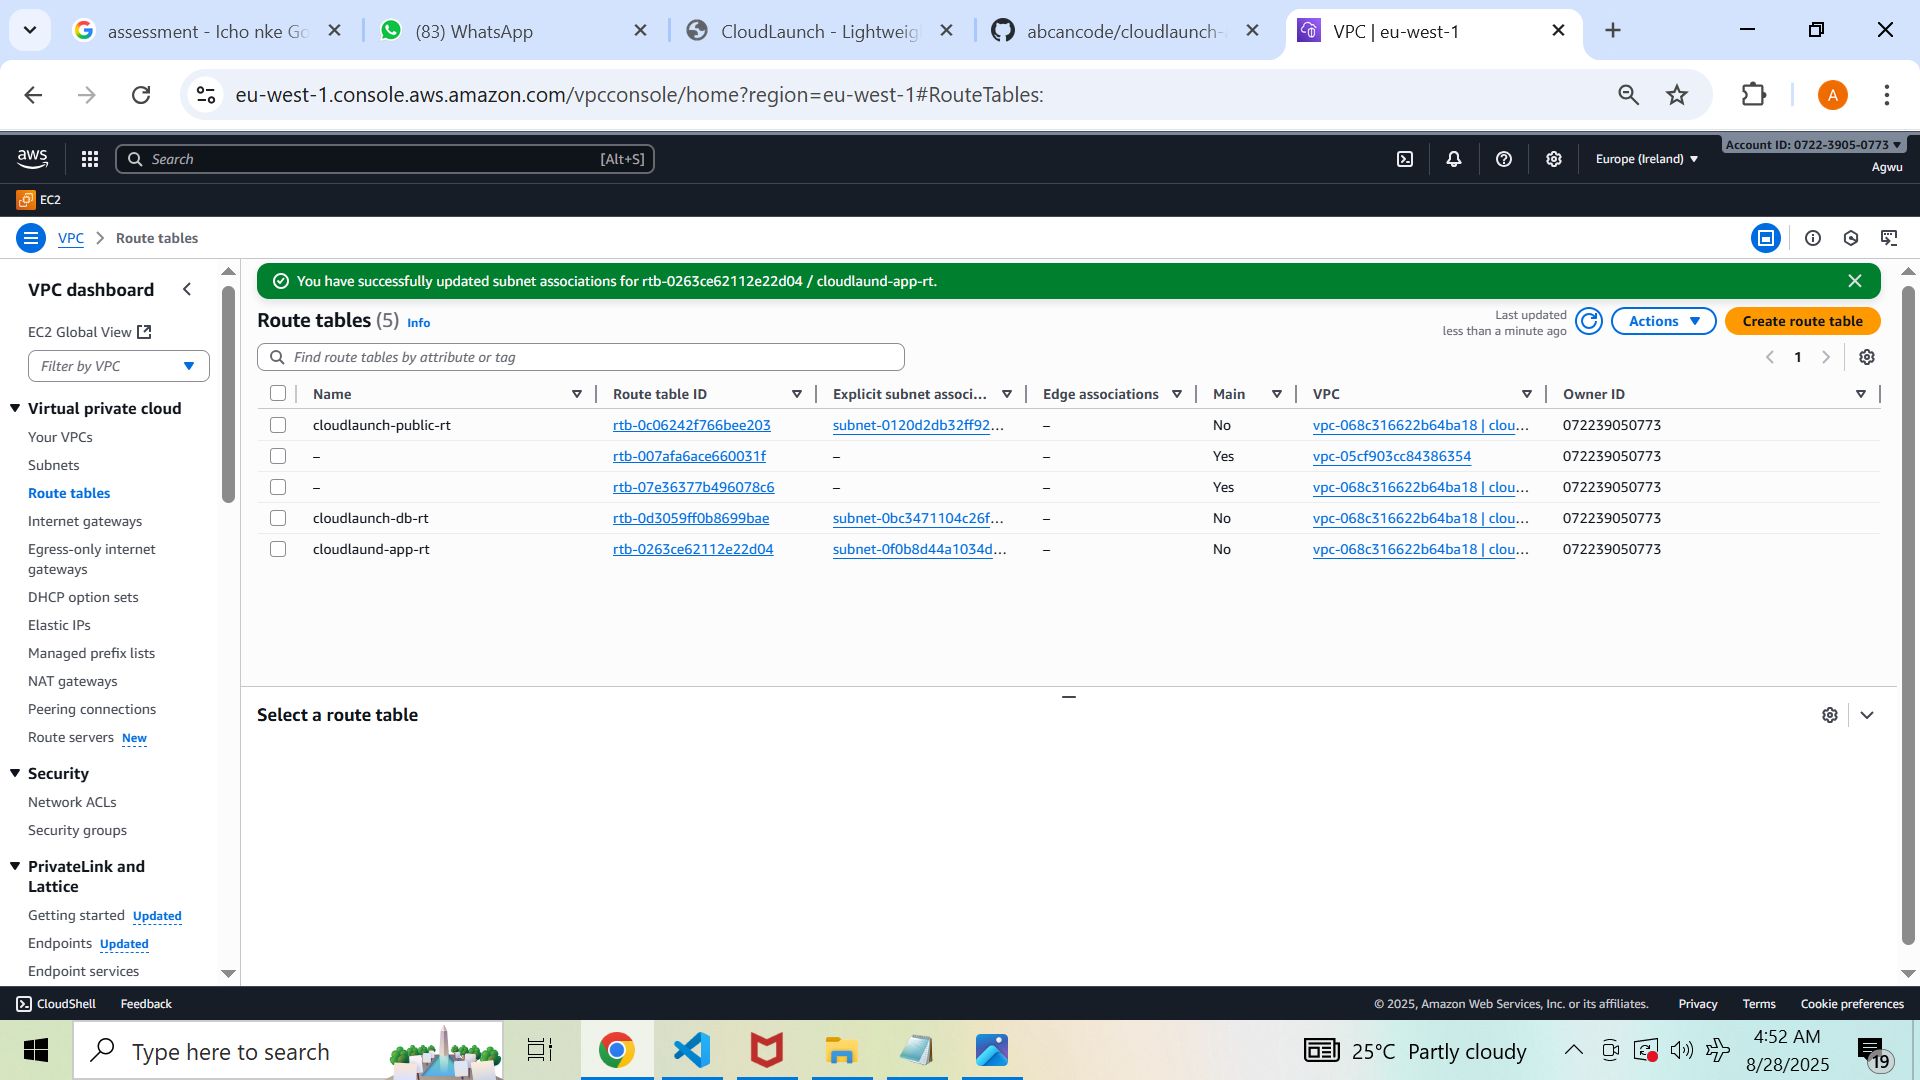 assessment - Icho nke Go
(83) WhatsApp
CloudLaunch - Lightweigh
abcancode/cloudlaunch-
VPC | eu-west-1
eu-west-1.console.aws.amazon.com/vpcconsole/home?region=eu-west-1#RouteTables:
A
aws
Search
[Alt+S]
Europe (Ireland)
Account ID: 0722-3905-0773
Agwu
EC2
VPC
Route tables
VPC dashboard
EC2 Global View
Filter by VPC
Virtual private cloud
Your VPCs
Subnets
Route tables
Internet gateways
Egress-only internet
gateways
DHCP option sets
Elastic IPs
Managed prefix lists
NAT gateways
Peering connections
Route servers New
Security
Network ACLs
Security groups
PrivateLink and
Lattice
Getting started Updated
Endpoints Updated
Endpoint services
You have successfully updated subnet associations for rtb-0263ce62112e22d04 / cloudlaund-app-rt.
Route tables (5) Info
Last updated
less than a minute ago
Actions
Create route table
Find route tables by attribute or tag
1
Name Route table ID Explicit subnet associ... Edge associations Main VPC Owner ID
cloudlaunch-public-rt rtb-0c06242f766bee203 subnet-0120d2db32ff92... – No vpc-068c316622b64ba18 | clou... 072239050773
– rtb-007afa6ace660031f – – Yes vpc-05cf903cc84386354 072239050773
– rtb-07e36377b496078c6 – – Yes vpc-068c316622b64ba18 | clou... 072239050773
cloudlaunch-db-rt rtb-0d3059ff0b8699bae subnet-0bc3471104c26f... – No vpc-068c316622b64ba18 | clou... 072239050773
cloudlaund-app-rt rtb-0263ce62112e22d04 subnet-0f0b8d44a1034d... – No vpc-068c316622b64ba18 | clou... 072239050773
Select a route table
CloudShell
Feedback
© 2025, Amazon Web Services, Inc. or its affiliates.
Privacy
Terms
Cookie preferences
Type here to search
25°C Partly cloudy
4:52 AM
8/28/2025
19